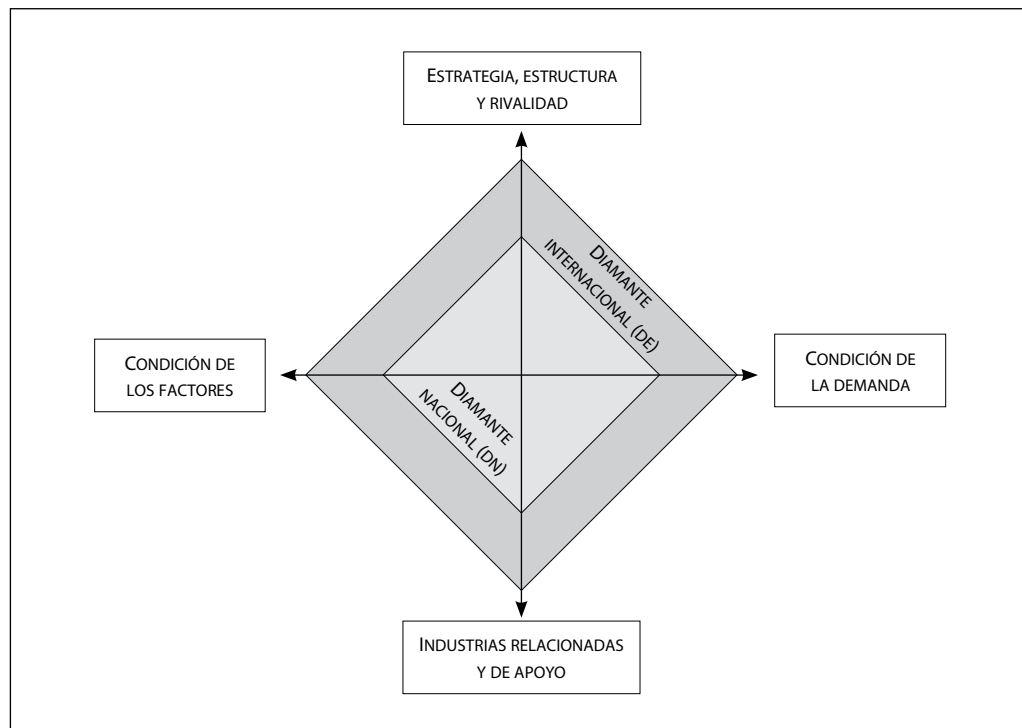 ESTRATEGIA, ESTRUCTURA
Y RIVALIDAD
DIAMANTE
INTERNACIONAL (DE)
CONDICIÓN DE
LOS FACTORES
CONDICIÓN DE
LA DEMANDA
DIAMANTE
NACIONAL (DN)
INDUSTRIAS RELACIONADAS
Y DE APOYO